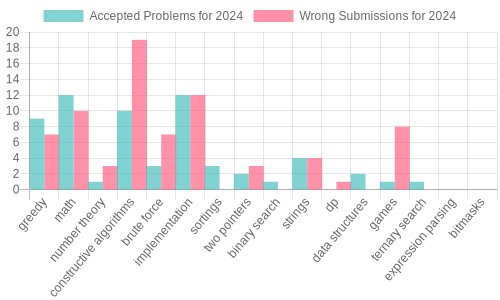 Accepted Problems for 2024 Wrong Submissions for 2024
20
18
16
14
12
10
8
6
4
2
0
greedy
math
number theory
constructive algorithms
brute force
implementation
sortings
two pointers
binary search
strings
dp
data structures
games
ternary search
expression parsing
bitmasks